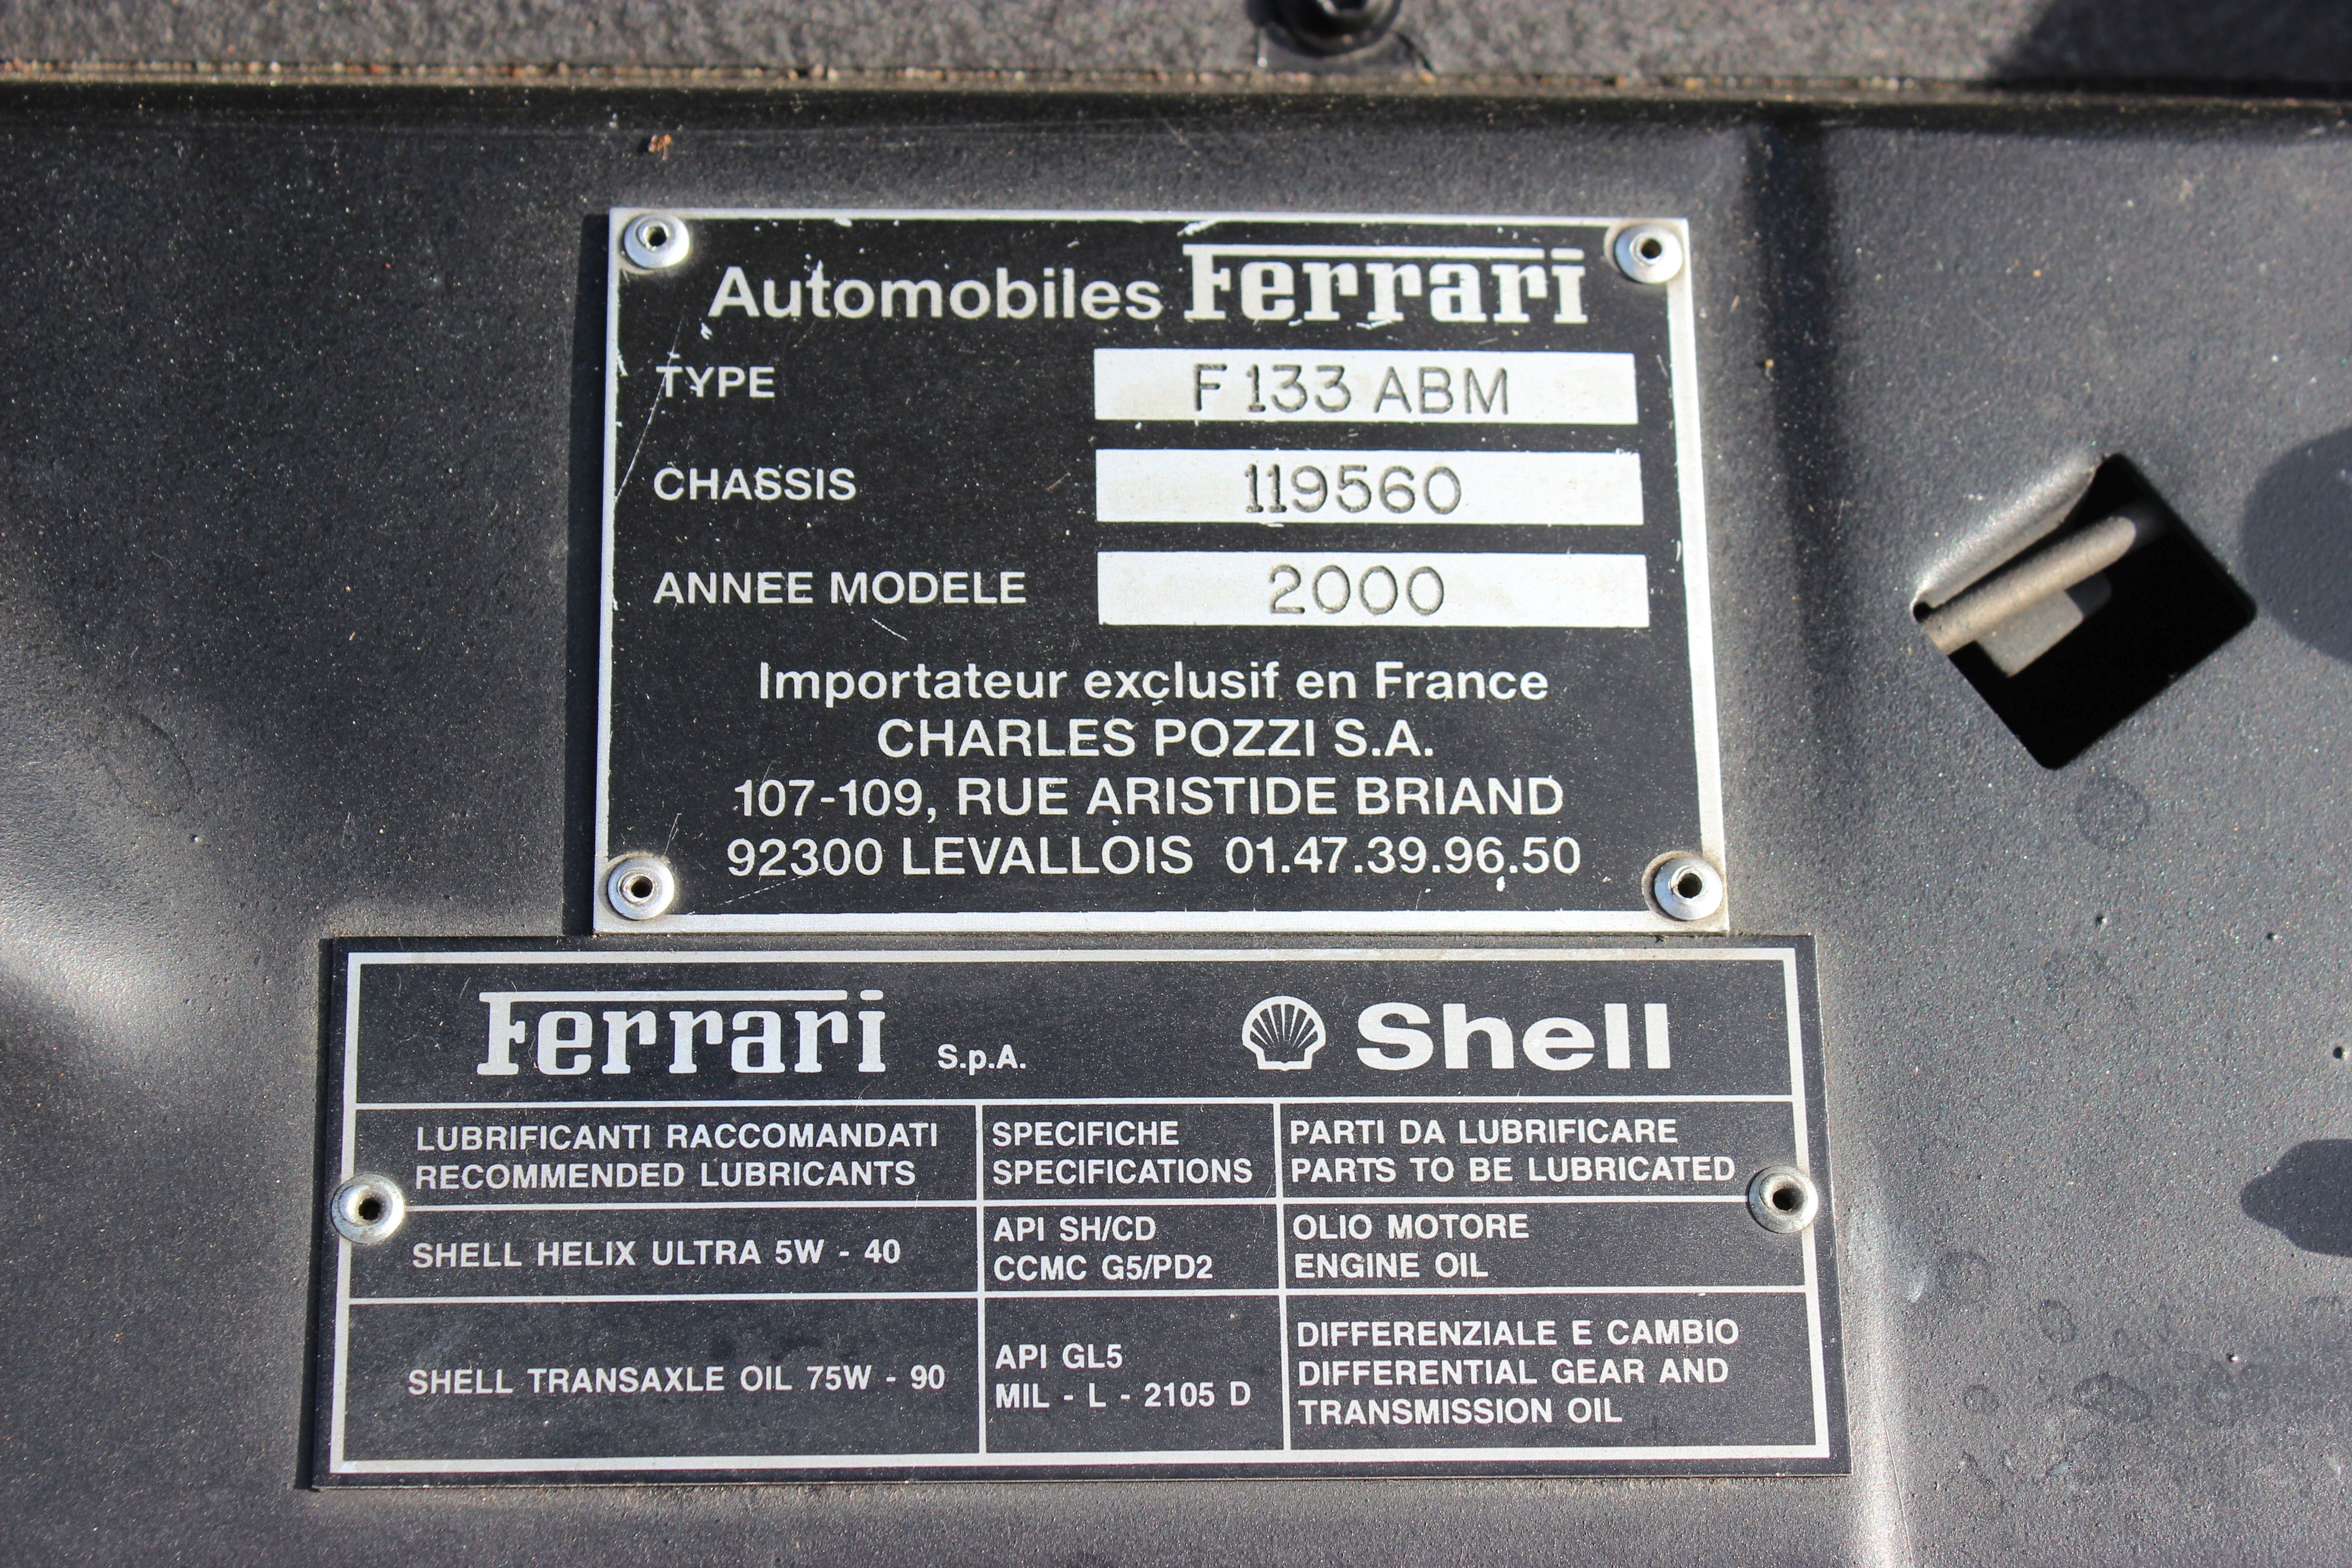 Automobiles Ferrari
TYPE F 133 ABM
CHASSIS 119560
ANNEE MODELE 2000
Importateur exclusif en France
CHARLES POZZI S.A.
107-109, RUE ARISTIDE BRIAND
92300 LEVALLOIS 01.47.39.96.50
Ferrari S.p.A. Shell
LUBRIFICANTI RACCOMANDATI SPECIFICHE PARTI DA LUBRIFICARE
RECOMMENDED LUBRICANTS SPECIFICATIONS PARTS TO BE LUBRICATED
SHELL HELIX ULTRA 5W - 40
API SH/CD
CCMC G5/PD2
OLIO MOTORE
ENGINE OIL
SHELL TRANSAXLE OIL 75W - 90
API GL5
MIL - L - 2105 D
DIFFERENZIALE E CAMBIO
DIFFERENTIAL GEAR AND
TRANSMISSION OIL